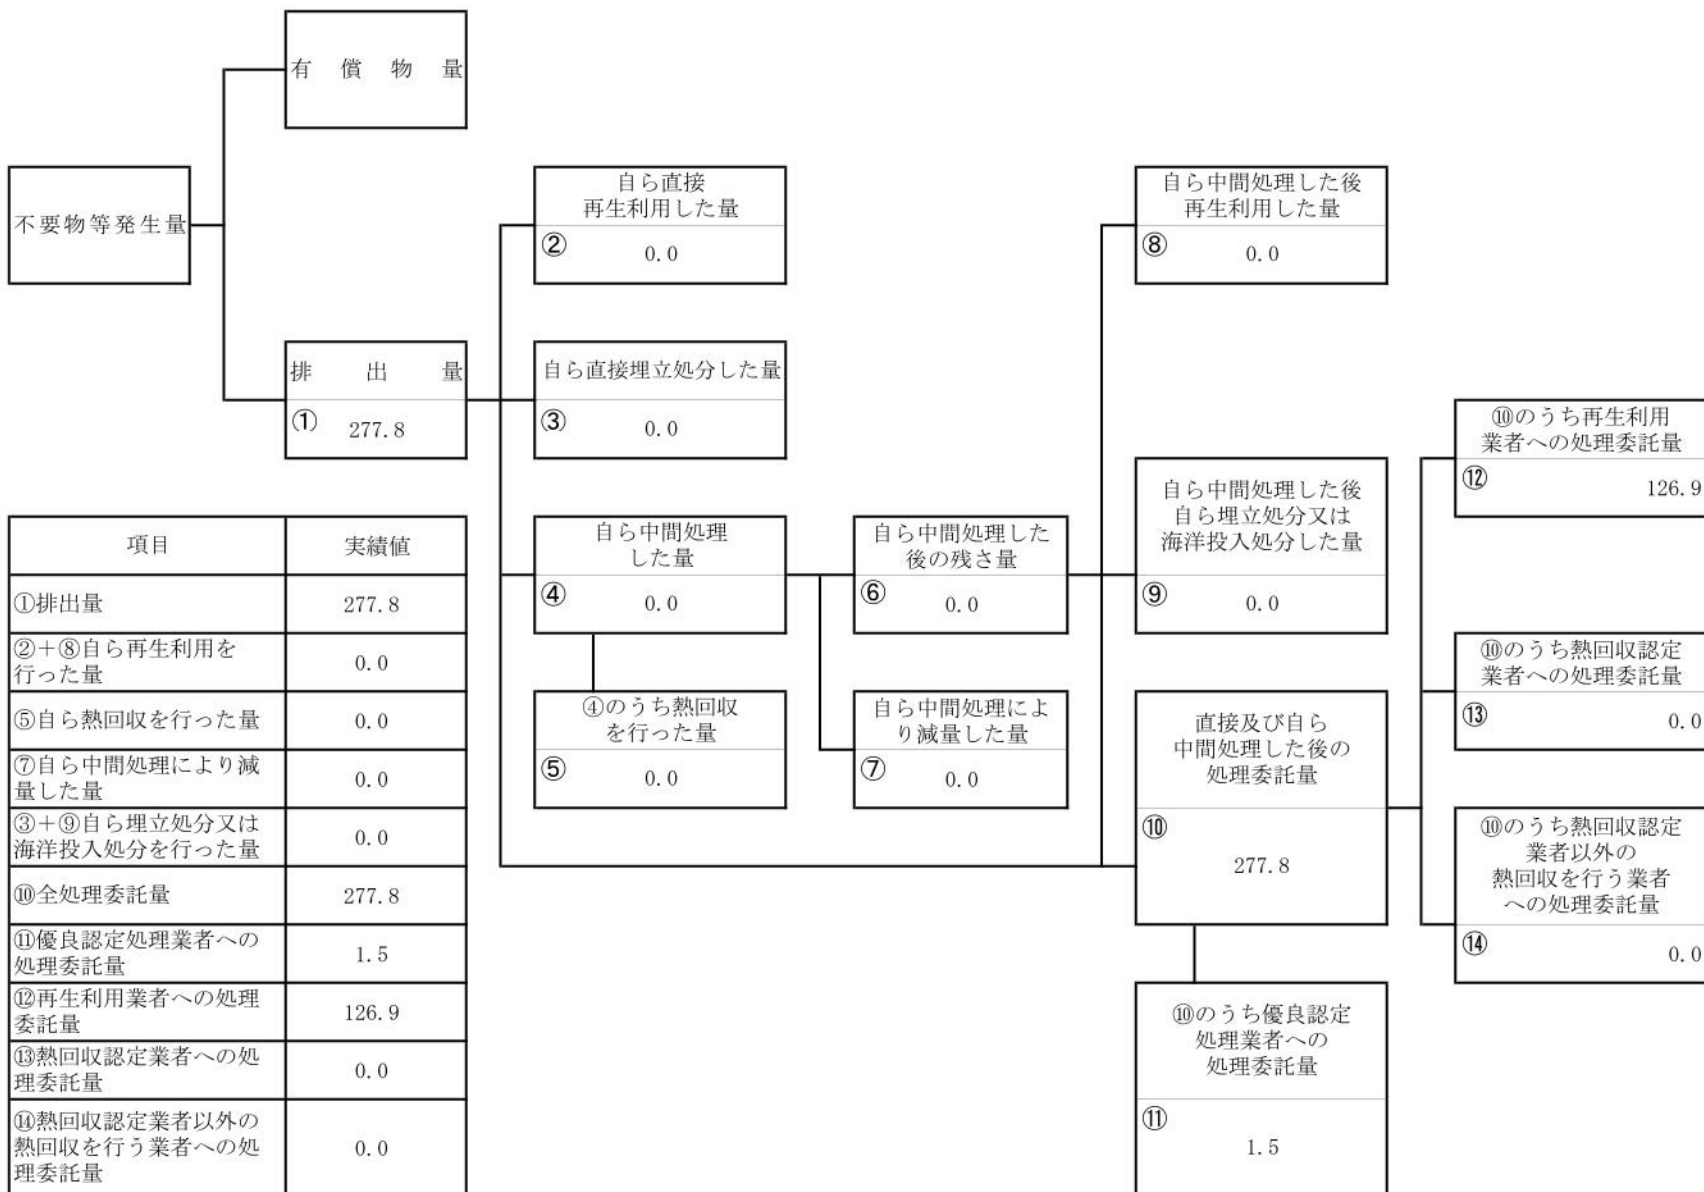 有償物量
不要物等発生量
排出量
①
277.8
自ら直接
再生利用した量
②
0.0
自ら直接埋立処分した量
③
0.0
自ら中間処理
した量
④
0.0
④のうち熱回収
を行った量
⑤
0.0
自ら中間処理した
後の残さ量
⑥
0.0
自ら中間処理によ
り減量した量
⑦
0.0
自ら中間処理した後
再生利用した量
⑧
0.0
自ら中間処理した後
自ら埋立処分又は
海洋投入処分した量
⑨
0.0
直接及び自ら
中間処理した後の
処理委託量
⑩
277.8
⑩のうち優良認定
処理業者への
処理委託量
⑪
1.5
⑩のうち再生利用
業者への処理委託量
⑫
126.9
⑩のうち熱回収認定
業者への処理委託量
⑬
0.0
⑩のうち熱回収認定
業者以外の
熱回収を行う業者
への処理委託量
⑭
0.0
項目
実績値
①排出量
277.8
②＋⑧自ら再生利用を
行った量
0.0
⑤自ら熱回収を行った量
0.0
⑦自ら中間処理により減
量した量
0.0
③＋⑨自ら埋立処分又は
海洋投入処分を行った量
0.0
⑩全処理委託量
277.8
⑪優良認定処理業者への
処理委託量
1.5
⑫再生利用業者への処理
委託量
126.9
⑬熱回収認定業者への処
理委託量
0.0
⑭熱回収認定業者以外の
熱回収を行う業者への処
理委託量
0.0